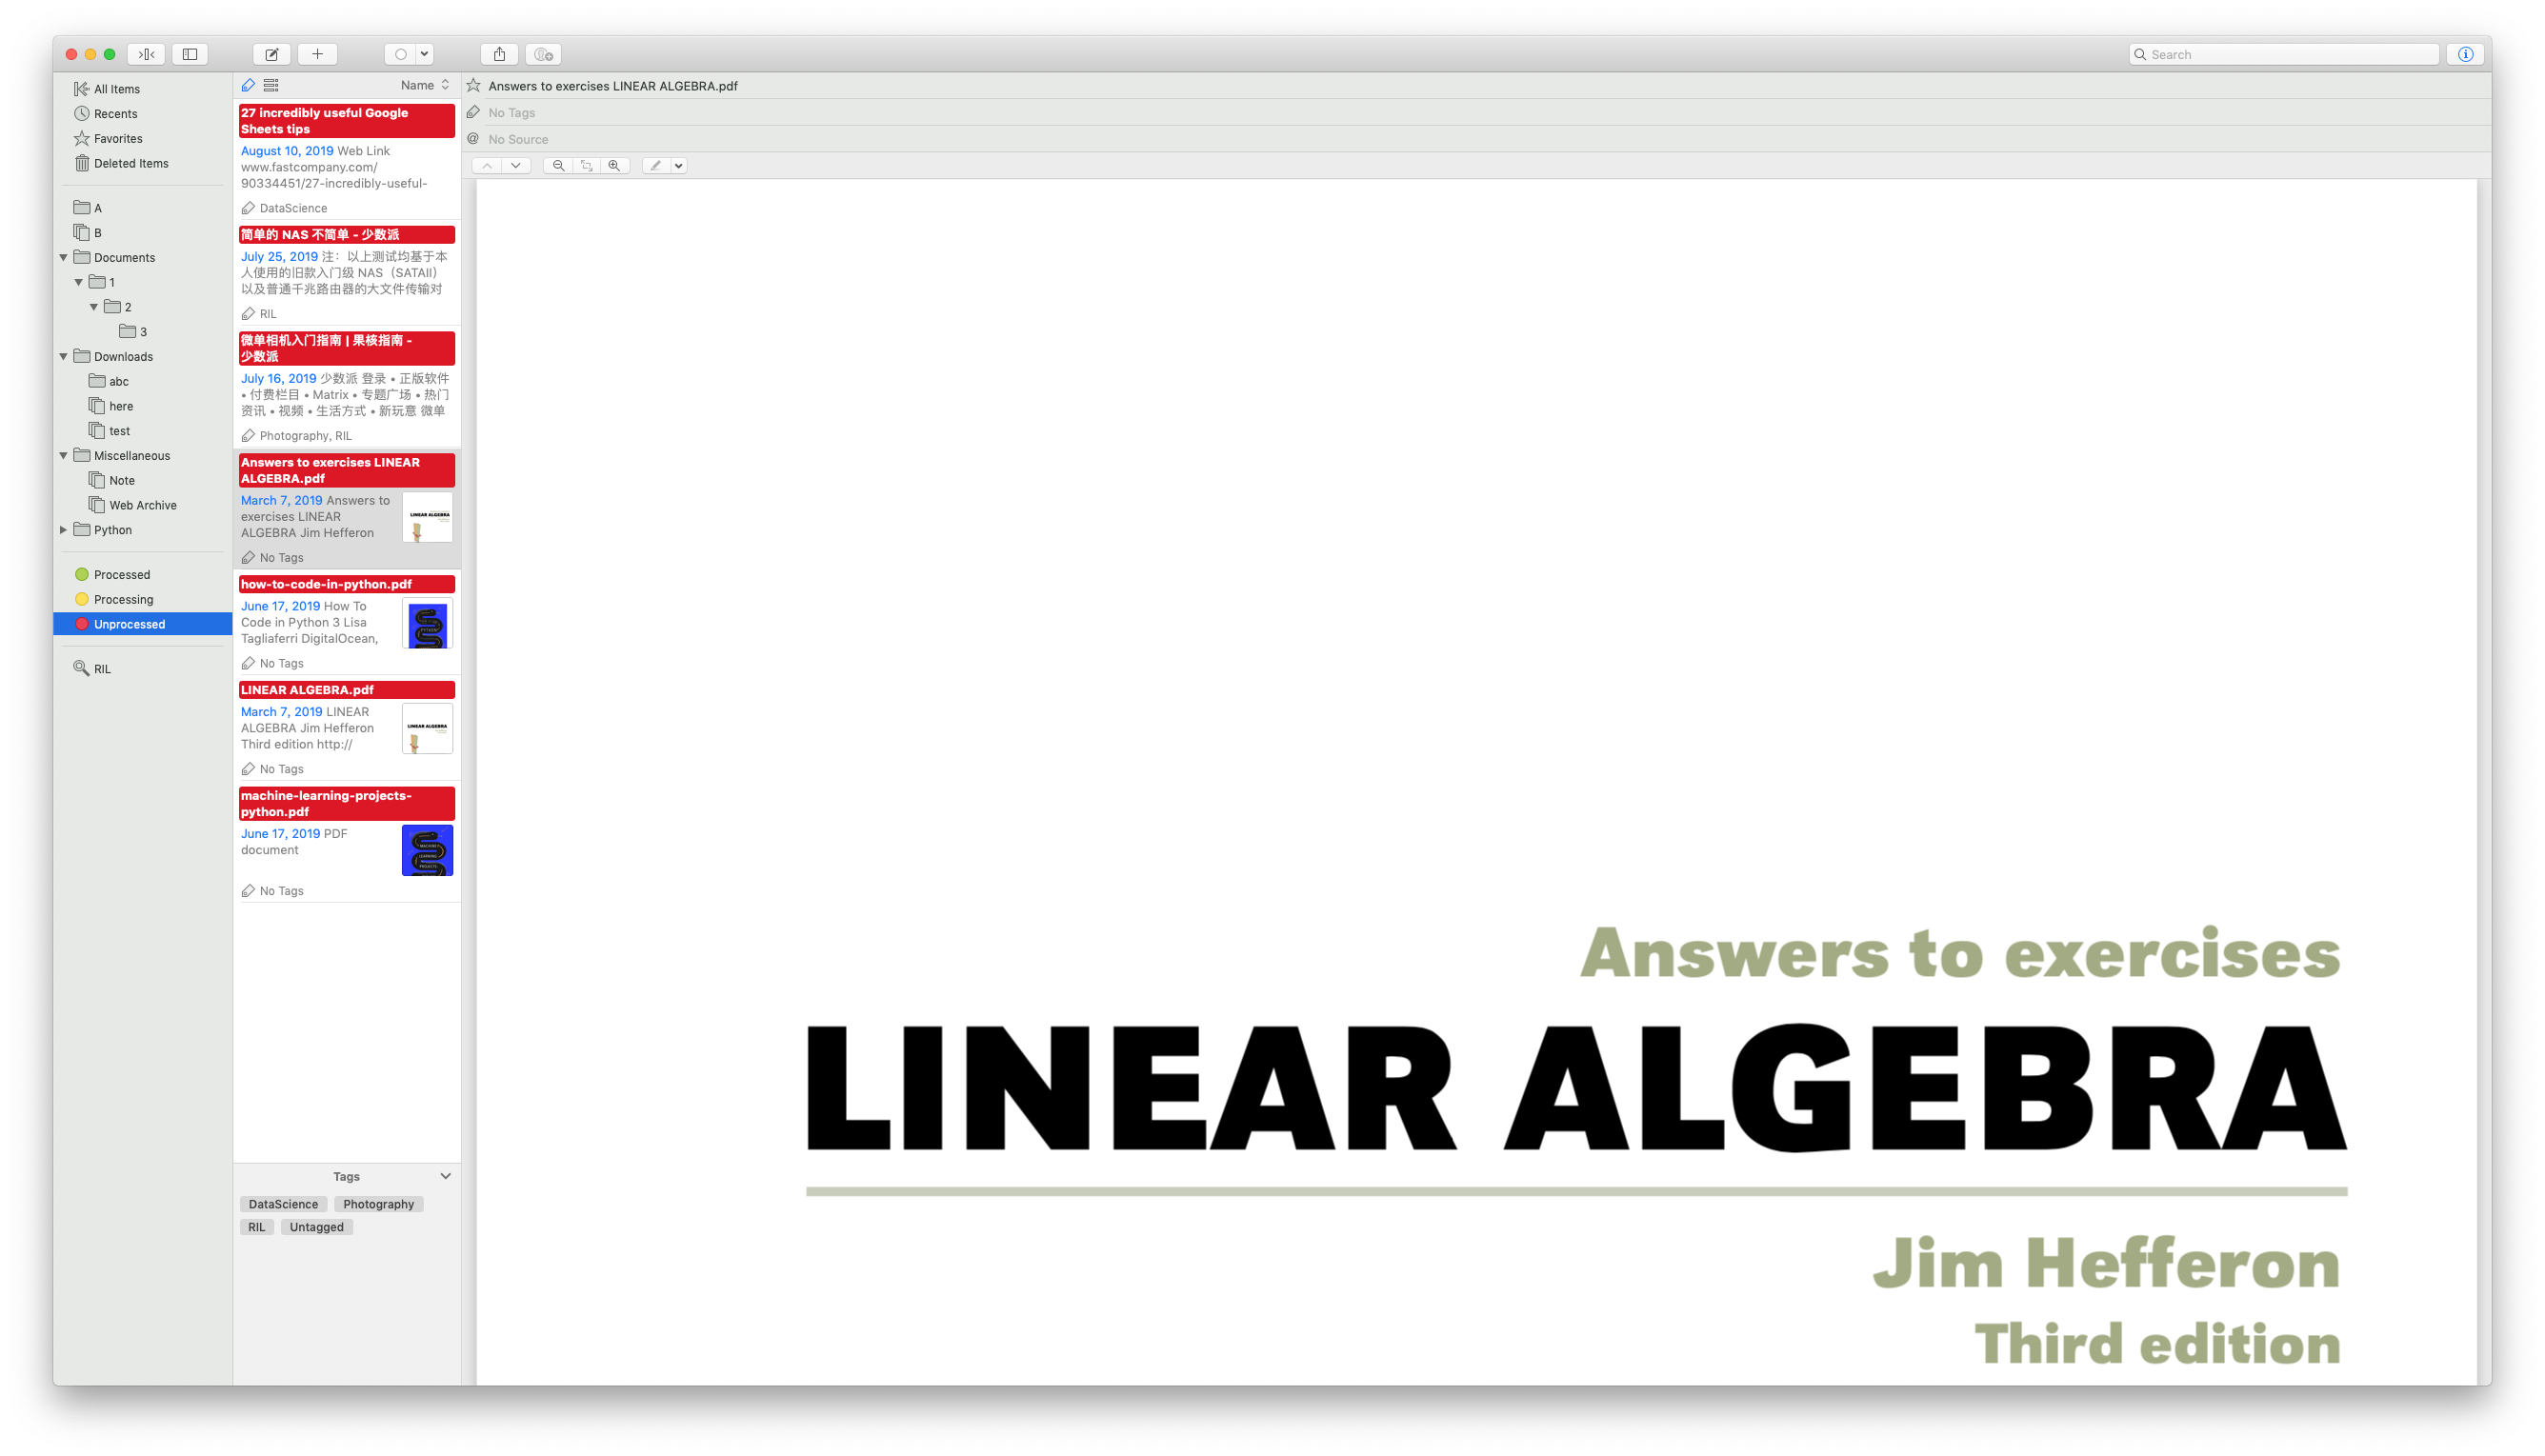 Search
All Items
Recents
Favorites
Deleted Items
A
B
Documents
1
2
3
Downloads
abc
here
test
Miscellaneous
Note
Web Archive
Python
Processed
Processing
Unprocessed
RIL
Name
27 incredibly useful Google
Sheets tips
August 10, 2019 Web Link
www.fastcompany.com/
90334451/27-incredibly-useful-
DataScience
简单的 NAS 不简单 - 少数派
July 25, 2019 注：以上测试均基于本
人使用的旧款入门级 NAS（SATAII）
以及普通千兆路由器的大文件传输对
RIL
微单相机入门指南 | 果核指南 -
少数派
July 16, 2019 少数派 登录 • 正版软件
• 付费栏目 • Matrix • 专题广场 • 热门
资讯 • 视频 • 生活方式 • 新玩意 微单
Photography, RIL
Answers to exercises LINEAR
ALGEBRA.pdf
March 7, 2019 Answers to
exercises LINEAR
ALGEBRA Jim Hefferon
LINEAR ALGEBRA
No Tags
how-to-code-in-python.pdf
June 17, 2019 How To
Code in Python 3 Lisa
Tagliaferri DigitalOcean,
No Tags
LINEAR ALGEBRA.pdf
March 7, 2019 LINEAR
ALGEBRA Jim Hefferon
Third edition http://
LINEAR ALGEBRA
No Tags
machine-learning-projects-
python.pdf
June 17, 2019 PDF
document
MACHINE
LEARNING
PROJECTS
No Tags
Tags
DataScience Photography
RIL Untagged
Answers to exercises LINEAR ALGEBRA.pdf
No Tags
@ No Source
Answers to exercises
LINEAR ALGEBRA
Jim Hefferon
Third edition